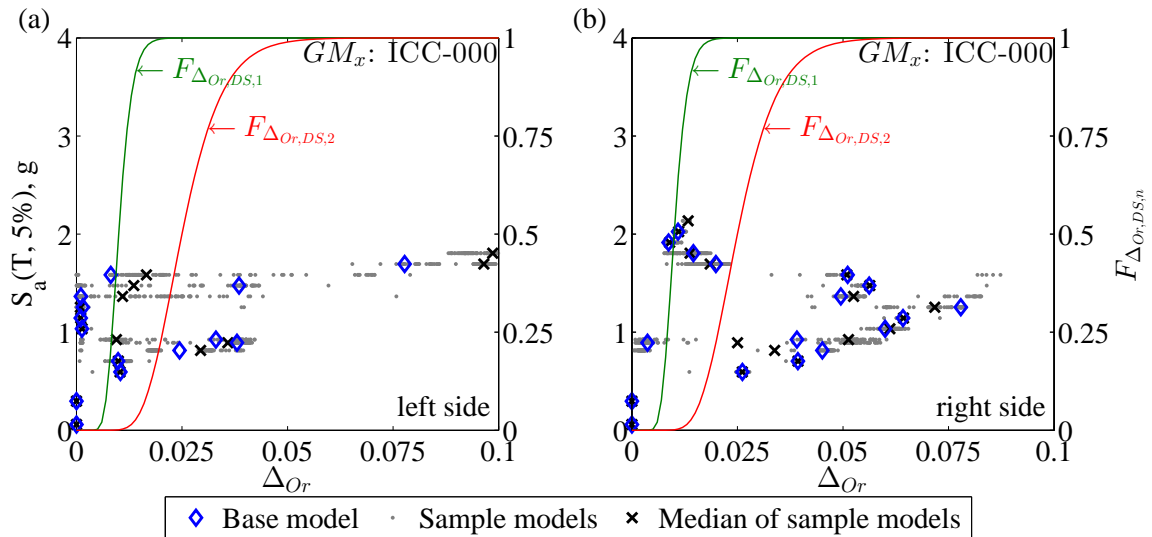 (a)
(b)
4
GM_x: ICC-000
1
4
GM_x: ICC-000
1
F_{Δ_{Or,DS,1}}
F_{Δ_{Or,DS,1}}
3
0.75
3
0.75
F_{Δ_{Or,DS,2}}
F_{Δ_{Or,DS,2}}
S_a(T, 5%), g
2
0.5
2
0.5
F_{Δ_{Or,DS,n}}
1
0.25
1
0.25
left side
right side
0
0
0
0
0 0.025 0.05 0.075 0.1
0 0.025 0.05 0.075 0.1
Δ_{Or}
Δ_{Or}
Base model Sample models Median of sample models